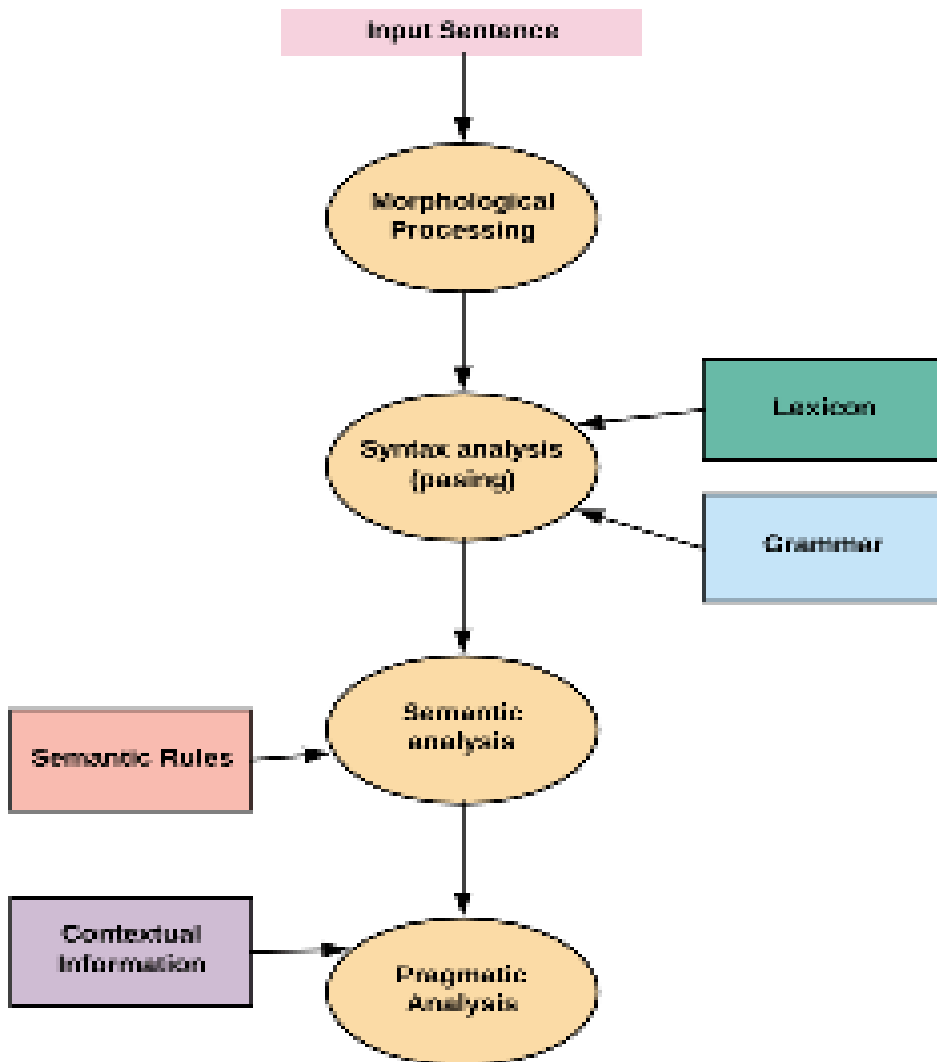 Input Sentence
Morphological
Processing
Lexicon
Syntax analysis
(pasing)
Grammer
Semantic
analysis
Semantic Rules
Contextual
Information
Pragmatic
Analysis